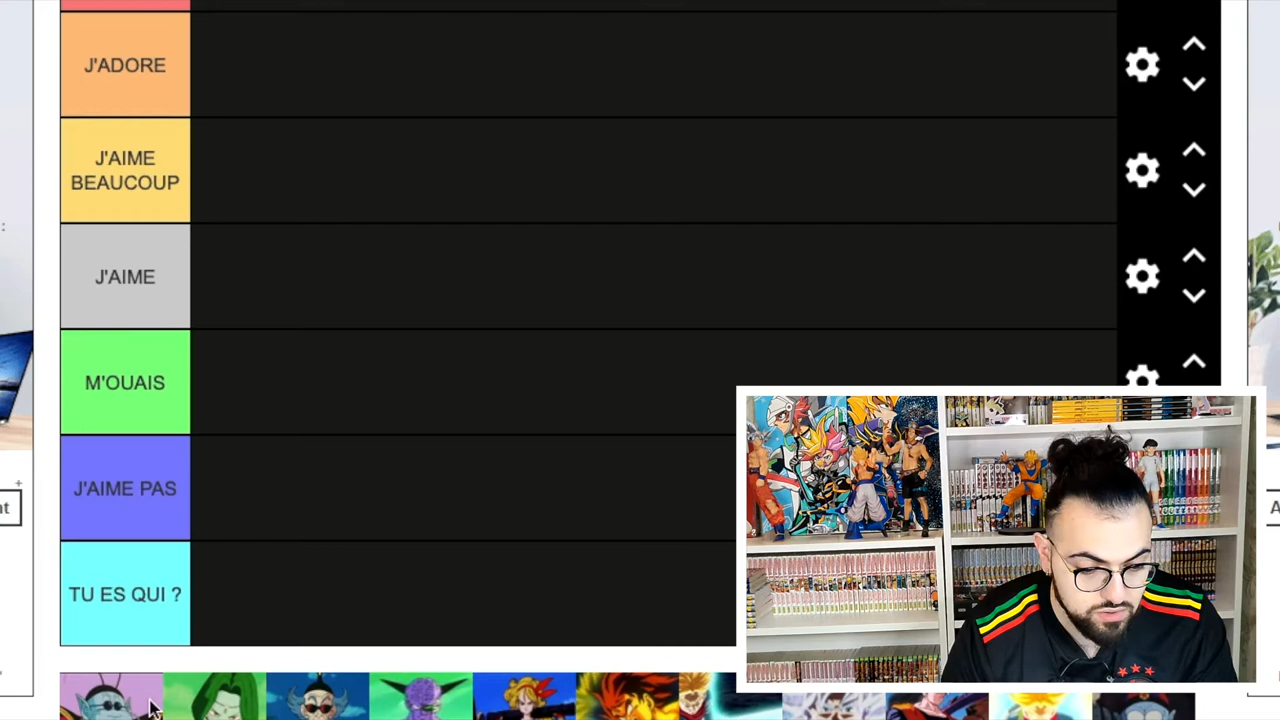 J'ADORE
J'AIME
BEAUCOUP
J'AIME
M'OUAIS
J'AIME PAS
TU ES QUI ?